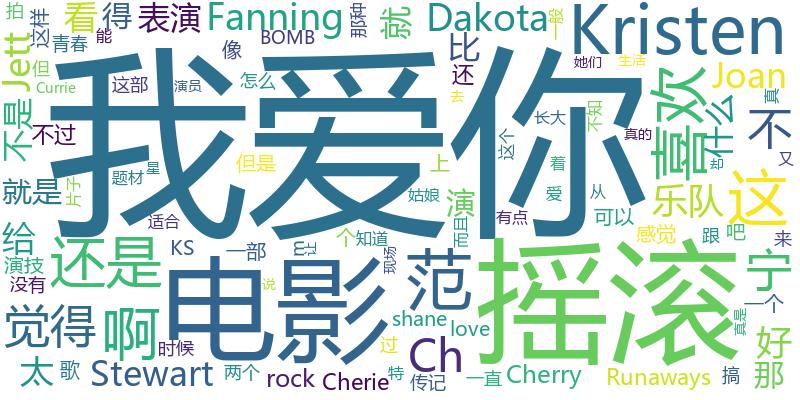 拍 这样 看 得 表演 Fanning 那种 就 Dakota 一般 Kristen
青春 能 像 BOMB 比 她们 生活
Jett 但 这部 演员 怎么 还 去 Joan 真
Currie
不是 不过 我爱你 喜欢 什么 不
片子 题材 星 但是 上 长大 这个 不知 真的 却 又
就是 适合 姑娘 演 着 爱 从 乐队 这
给 还是 KS 一部 个 知道 让 现场 而且 有点 可以 感觉 跟 吧 来
演技 没有 电影 说 范 摇滚 宁 一个
觉得 啊 时候 m 过 shane love 真是 好
太 歌 Stewart 两个 rock Cherie 特 传记 Ch 一直 Cherry Runaways 搞 那